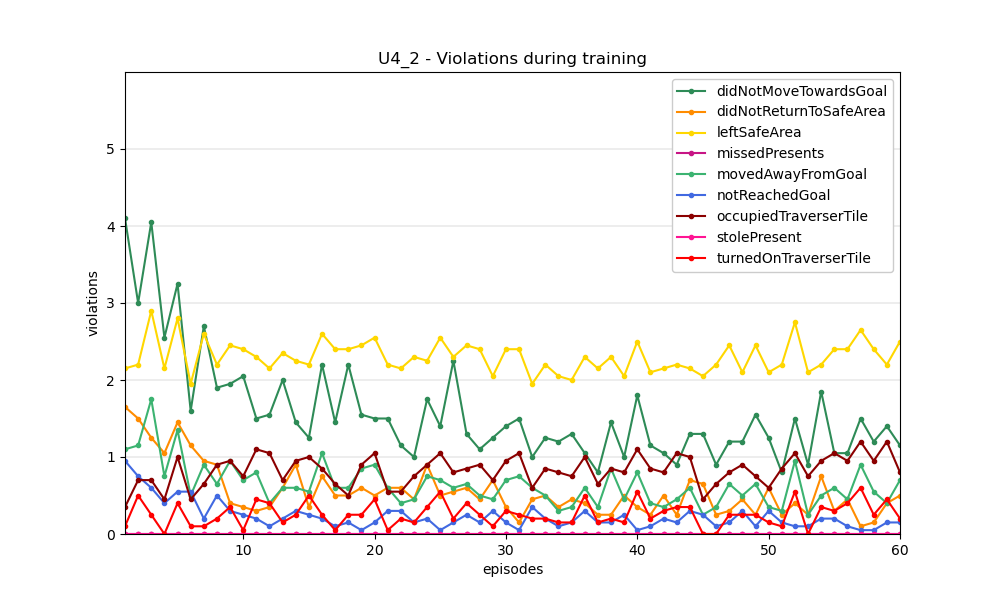 U4_2 - Violations during training
didNotMoveTowardsGoal
didNotReturnToSafeArea
leftSafeArea
missedPresents
movedAwayFromGoal
notReachedGoal
occupiedTraverserTile
stolePresent
turnedOnTraverserTile
violations
5
4
3
2
1
0
10 20 30 40 50 60
episodes